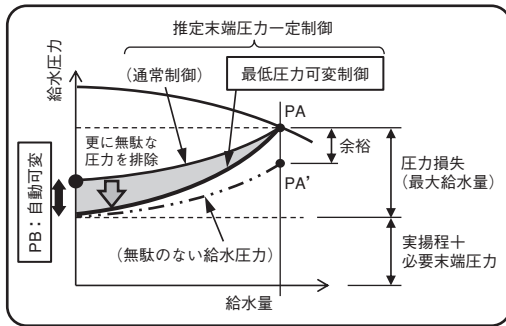 推定末端圧力一定制御
給水圧力
(通常制御)
最低圧力可変制御
PA
更に無駄な
圧力を排除
余裕
PA'
圧力損失
(最大給水量)
PB:自動可変
(無駄のない給水圧力)
実揚程+
必要末端圧力
給水量